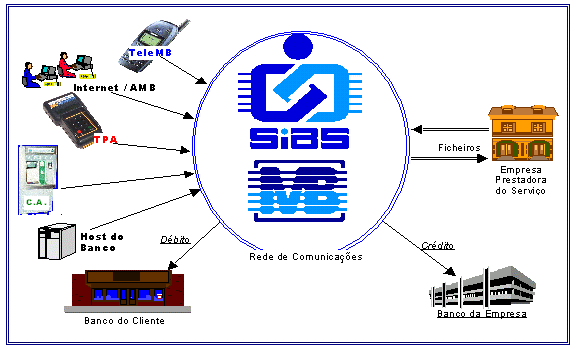 TeleMB
Internet / AMB
TPA
C.A.
Host do
Banco
Débito
Banco do Cliente
SIBS
MB
Rede de Comunicações
Ficheiros
Empresa
Prestadora
do Serviço
Crédito
Banco da Empresa